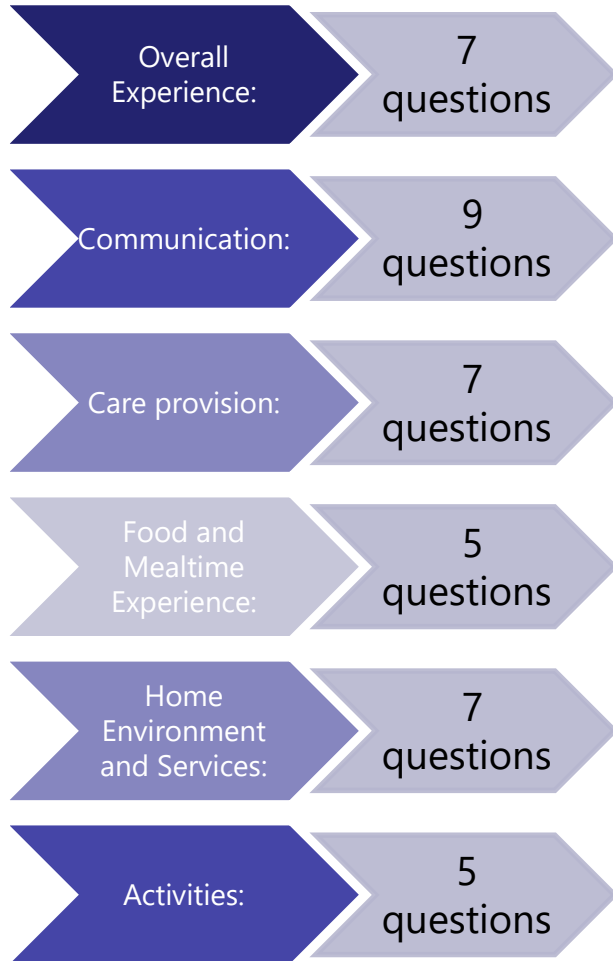 Overall
Experience:
7
questions
Communication:
9
questions
Care provision:
7
questions
Food and
Mealtime
Experience:
5
questions
Home
Environment
and Services:
7
questions
Activities:
5
questions